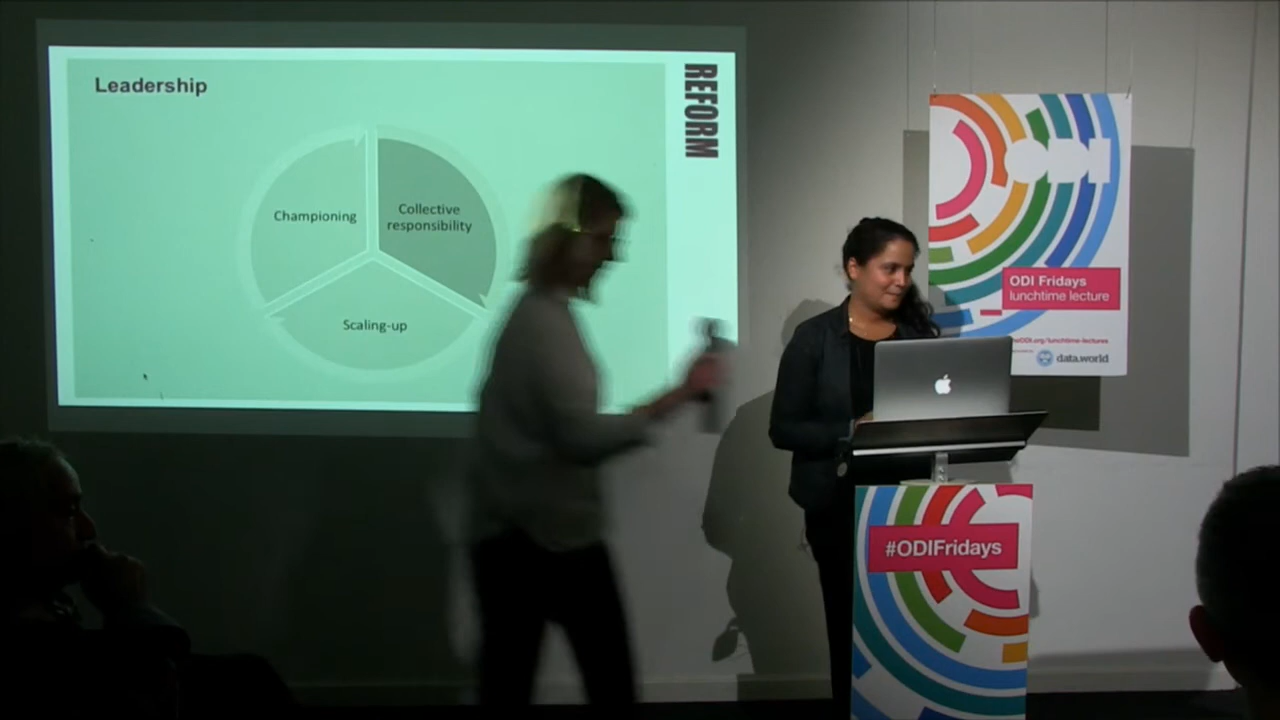 Leadership
REFORM
Championing
Collective
responsibility
Scaling-up
ODI Fridays
lunchtime lecture
data.world
#ODIFridays